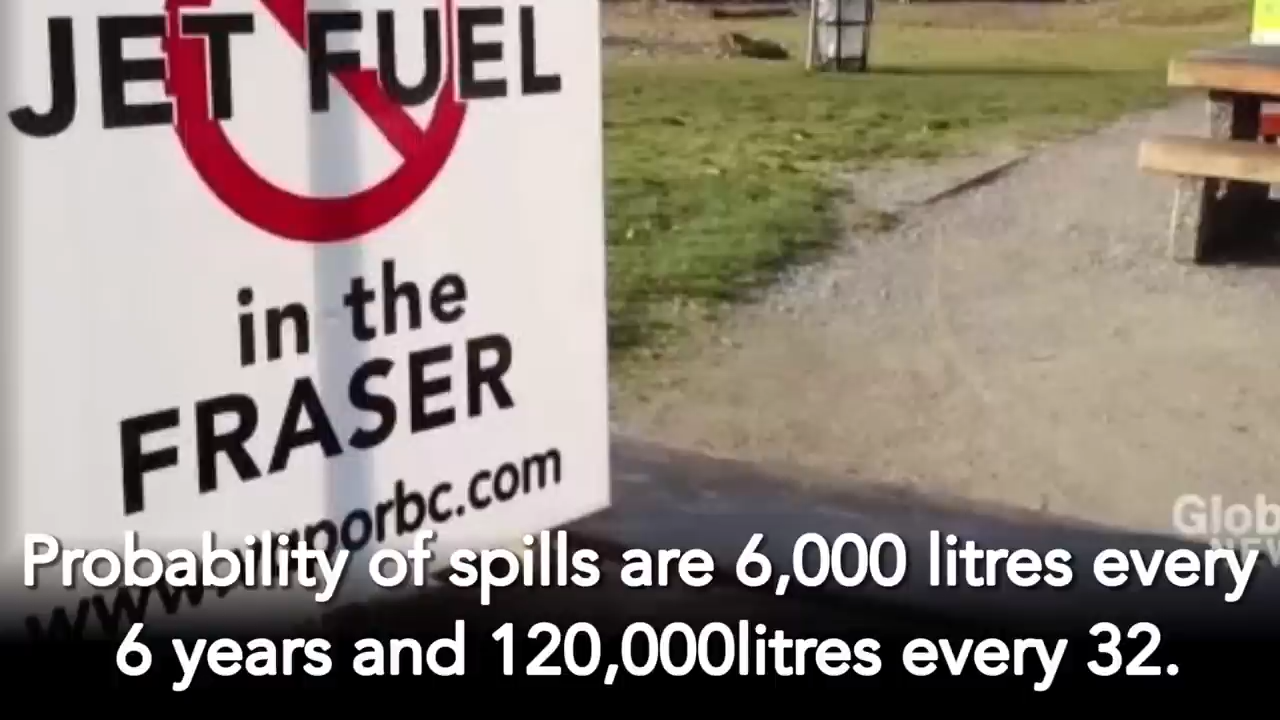 JET FUEL
in the
FRASER
Probability of spills are 6,000 litres every
6 years and 120,000litres every 32.